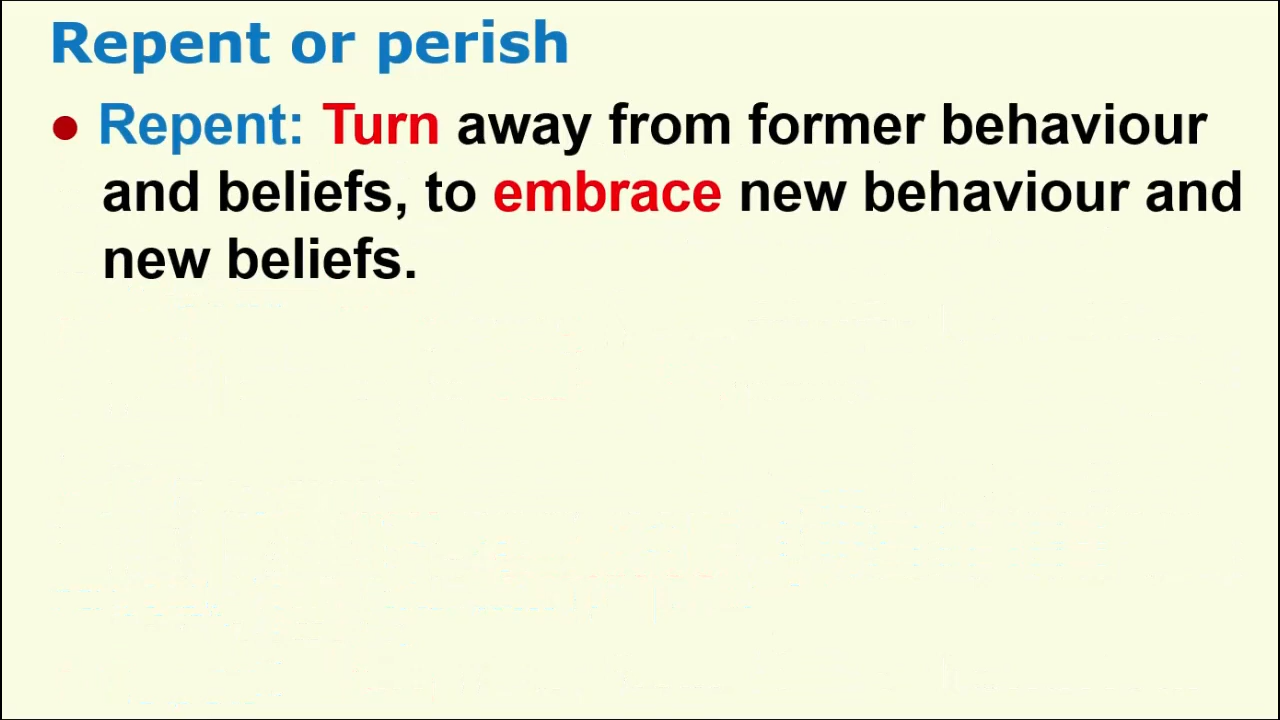 Repent or perish
● Repent: Turn away from former behaviour
and beliefs, to embrace new behaviour and
new beliefs.